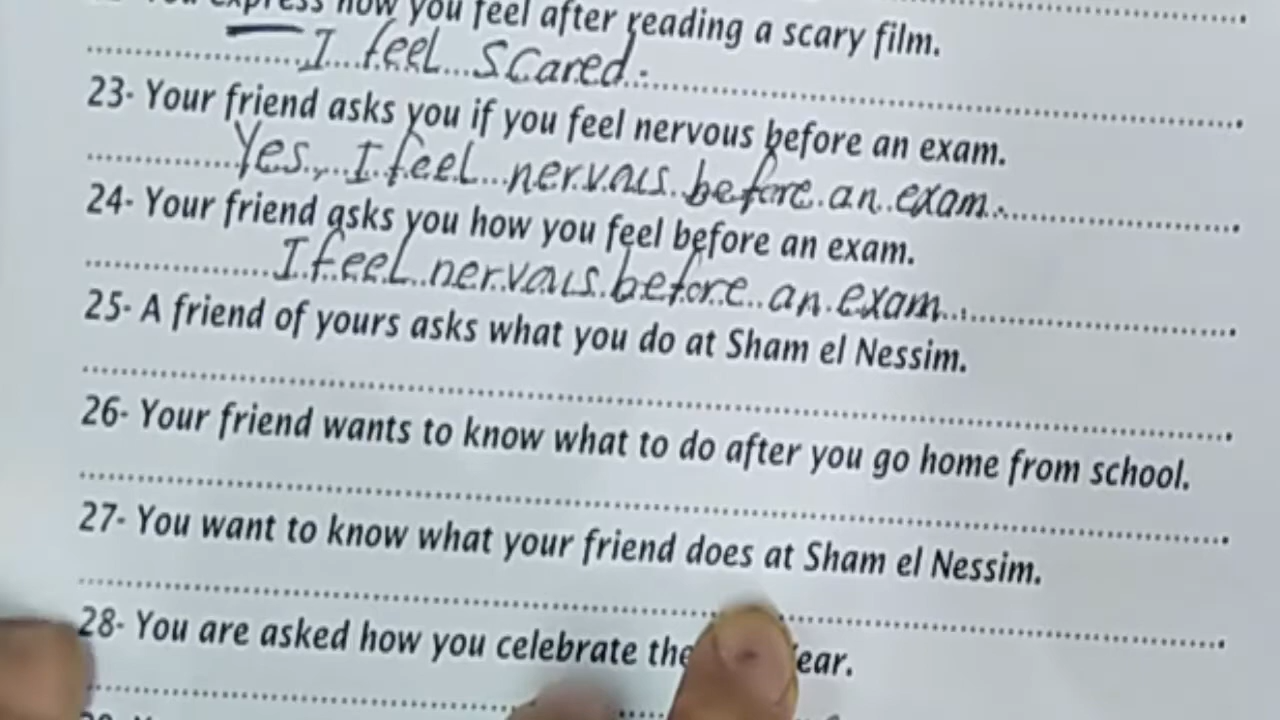 express how you feel after reading a scary film.
I feel scared.
23- Your friend asks you if you feel nervous before an exam.
Yes, I feel nervous before an exam.
24- Your friend asks you how you feel before an exam.
I feel nervous before an exam.
25- A friend of yours asks what you do at Sham el Nessim.
26- Your friend wants to know what to do after you go home from school.
27- You want to know what your friend does at Sham el Nessim.
28- You are asked how you celebrate the ear.